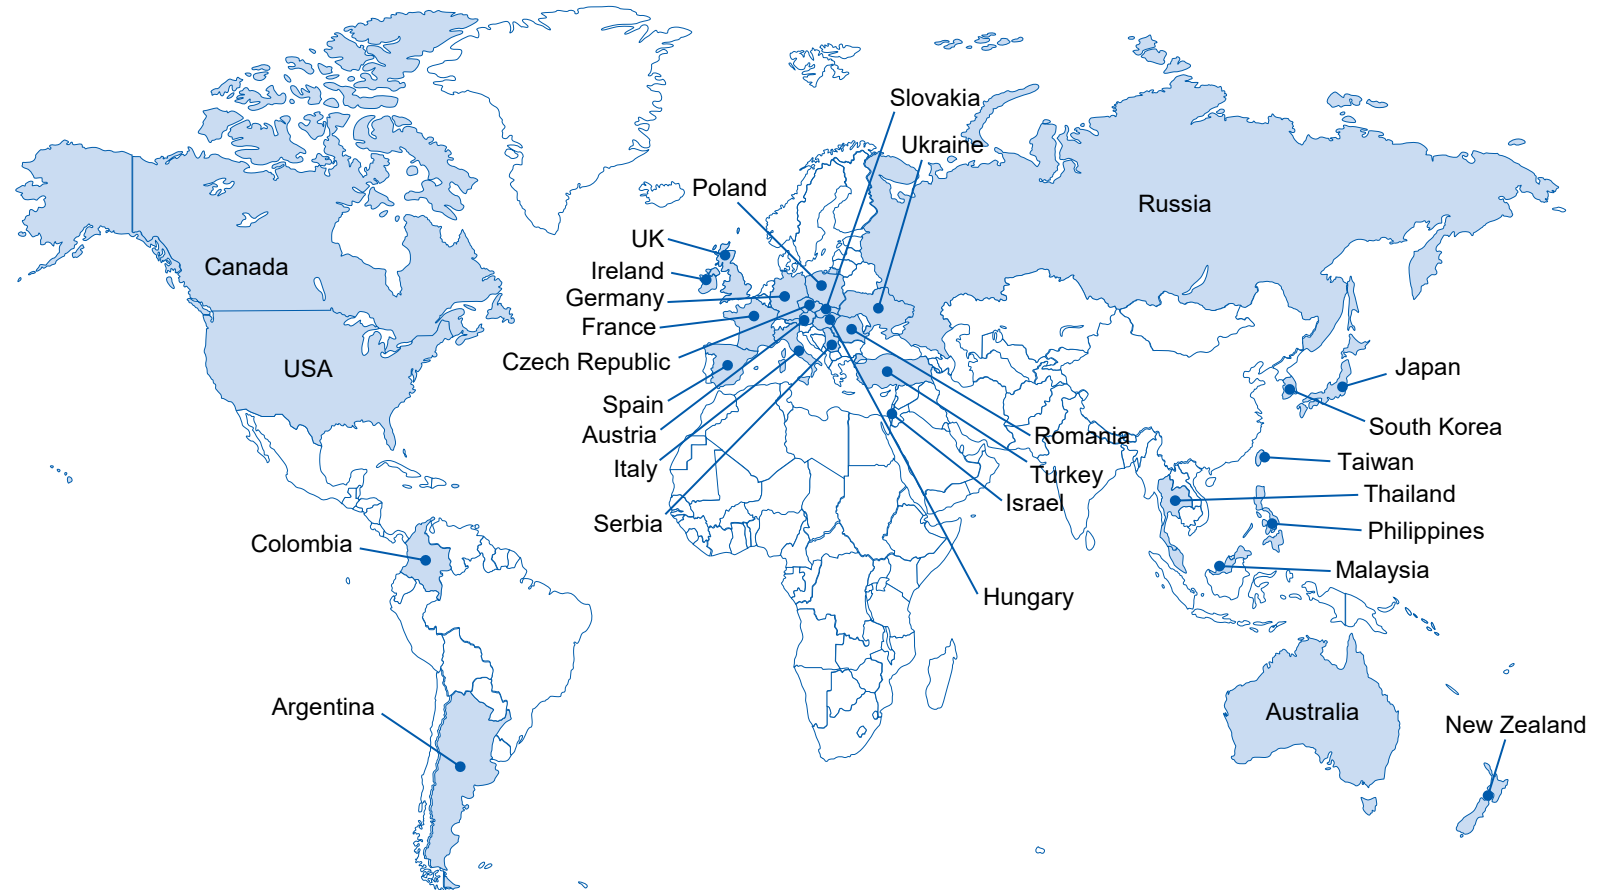 Slovakia
Ukraine
Poland
Russia
UK
Canada
Ireland
Germany
France
Czech Republic
USA
Japan
Spain
South Korea
Austria
Romania
Italy
Taiwan
Turkey
Thailand
Israel
Serbia
Philippines
Colombia
Malaysia
Hungary
Argentina
Australia
New Zealand